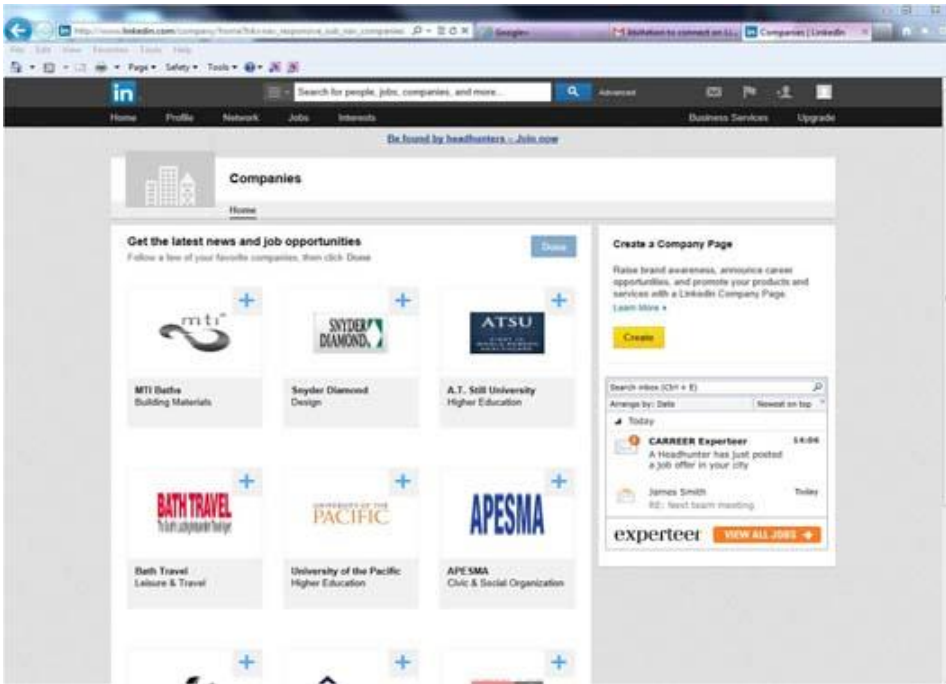 Google
Invitation to connect on Li...
Companies | LinkedIn
File Edit View Favorites Tools Help
Page Safety Tools
in
Search for people, jobs, companies, and more...
Advanced
Home Profile Network Jobs Interests
Business Services Upgrade
Be found by headhunters - Join now
Companies
Home
Get the latest news and job opportunities
Follow a few of your favorite companies, then click Done
Done
mti
SNYDER
DIAMOND
ATSU
MTI Baths
Building Materials
Snyder Diamond
Design
A.T. Still University
Higher Education
BATH TRAVEL
UNIVERSITY OF THE
PACIFIC
APESMA
Bath Travel
Leisure & Travel
University of the Pacific
Higher Education
APESMA
Civic & Social Organization
Create a Company Page
Raise brand awareness, announce career
opportunities, and promote your products and
services with a LinkedIn Company Page.
Learn More
Create
Search inbox (Ctrl + E)
Arrange by: Date Newest on top
Today
CARREER Experteer 14:06
A Headhunter has just posted
a job offer in your city
James Smith Today
RE: Next team meeting
experteer VIEW ALL JOBS